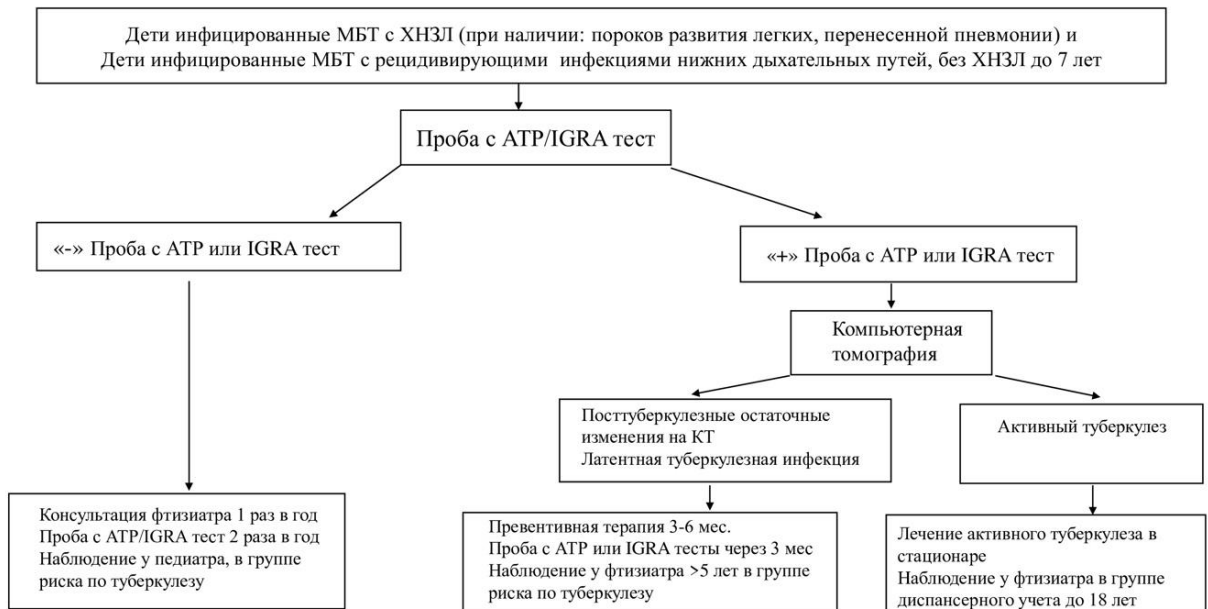 Дети инфицированные МБТ с ХНЗЛ (при наличии: пороков развития легких, перенесенной пневмонии) и
Дети инфицированные МБТ с рецидивирующими инфекциями нижних дыхательных путей, без ХНЗЛ до 7 лет
Проба с АТР/IGRA тест
«-» Проба с АТР или IGRA тест
«+» Проба с АТР или IGRA тест
Компьютерная
томография
Посттуберкулезные остаточные
изменения на КТ
Латентная туберкулезная инфекция
Активный туберкулез
Консультация фтизиатра 1 раз в год
Проба с АТР/IGRA тест 2 раза в год
Наблюдение у педиатра, в группе
риска по туберкулезу
Превентивная терапия 3-6 мес.
Проба с АТР или IGRA тесты через 3 мес
Наблюдение у фтизиатра >5 лет в группе
риска по туберкулезу
Лечение активного туберкулеза в
стационаре
Наблюдение у фтизиатра в группе
диспансерного учета до 18 лет